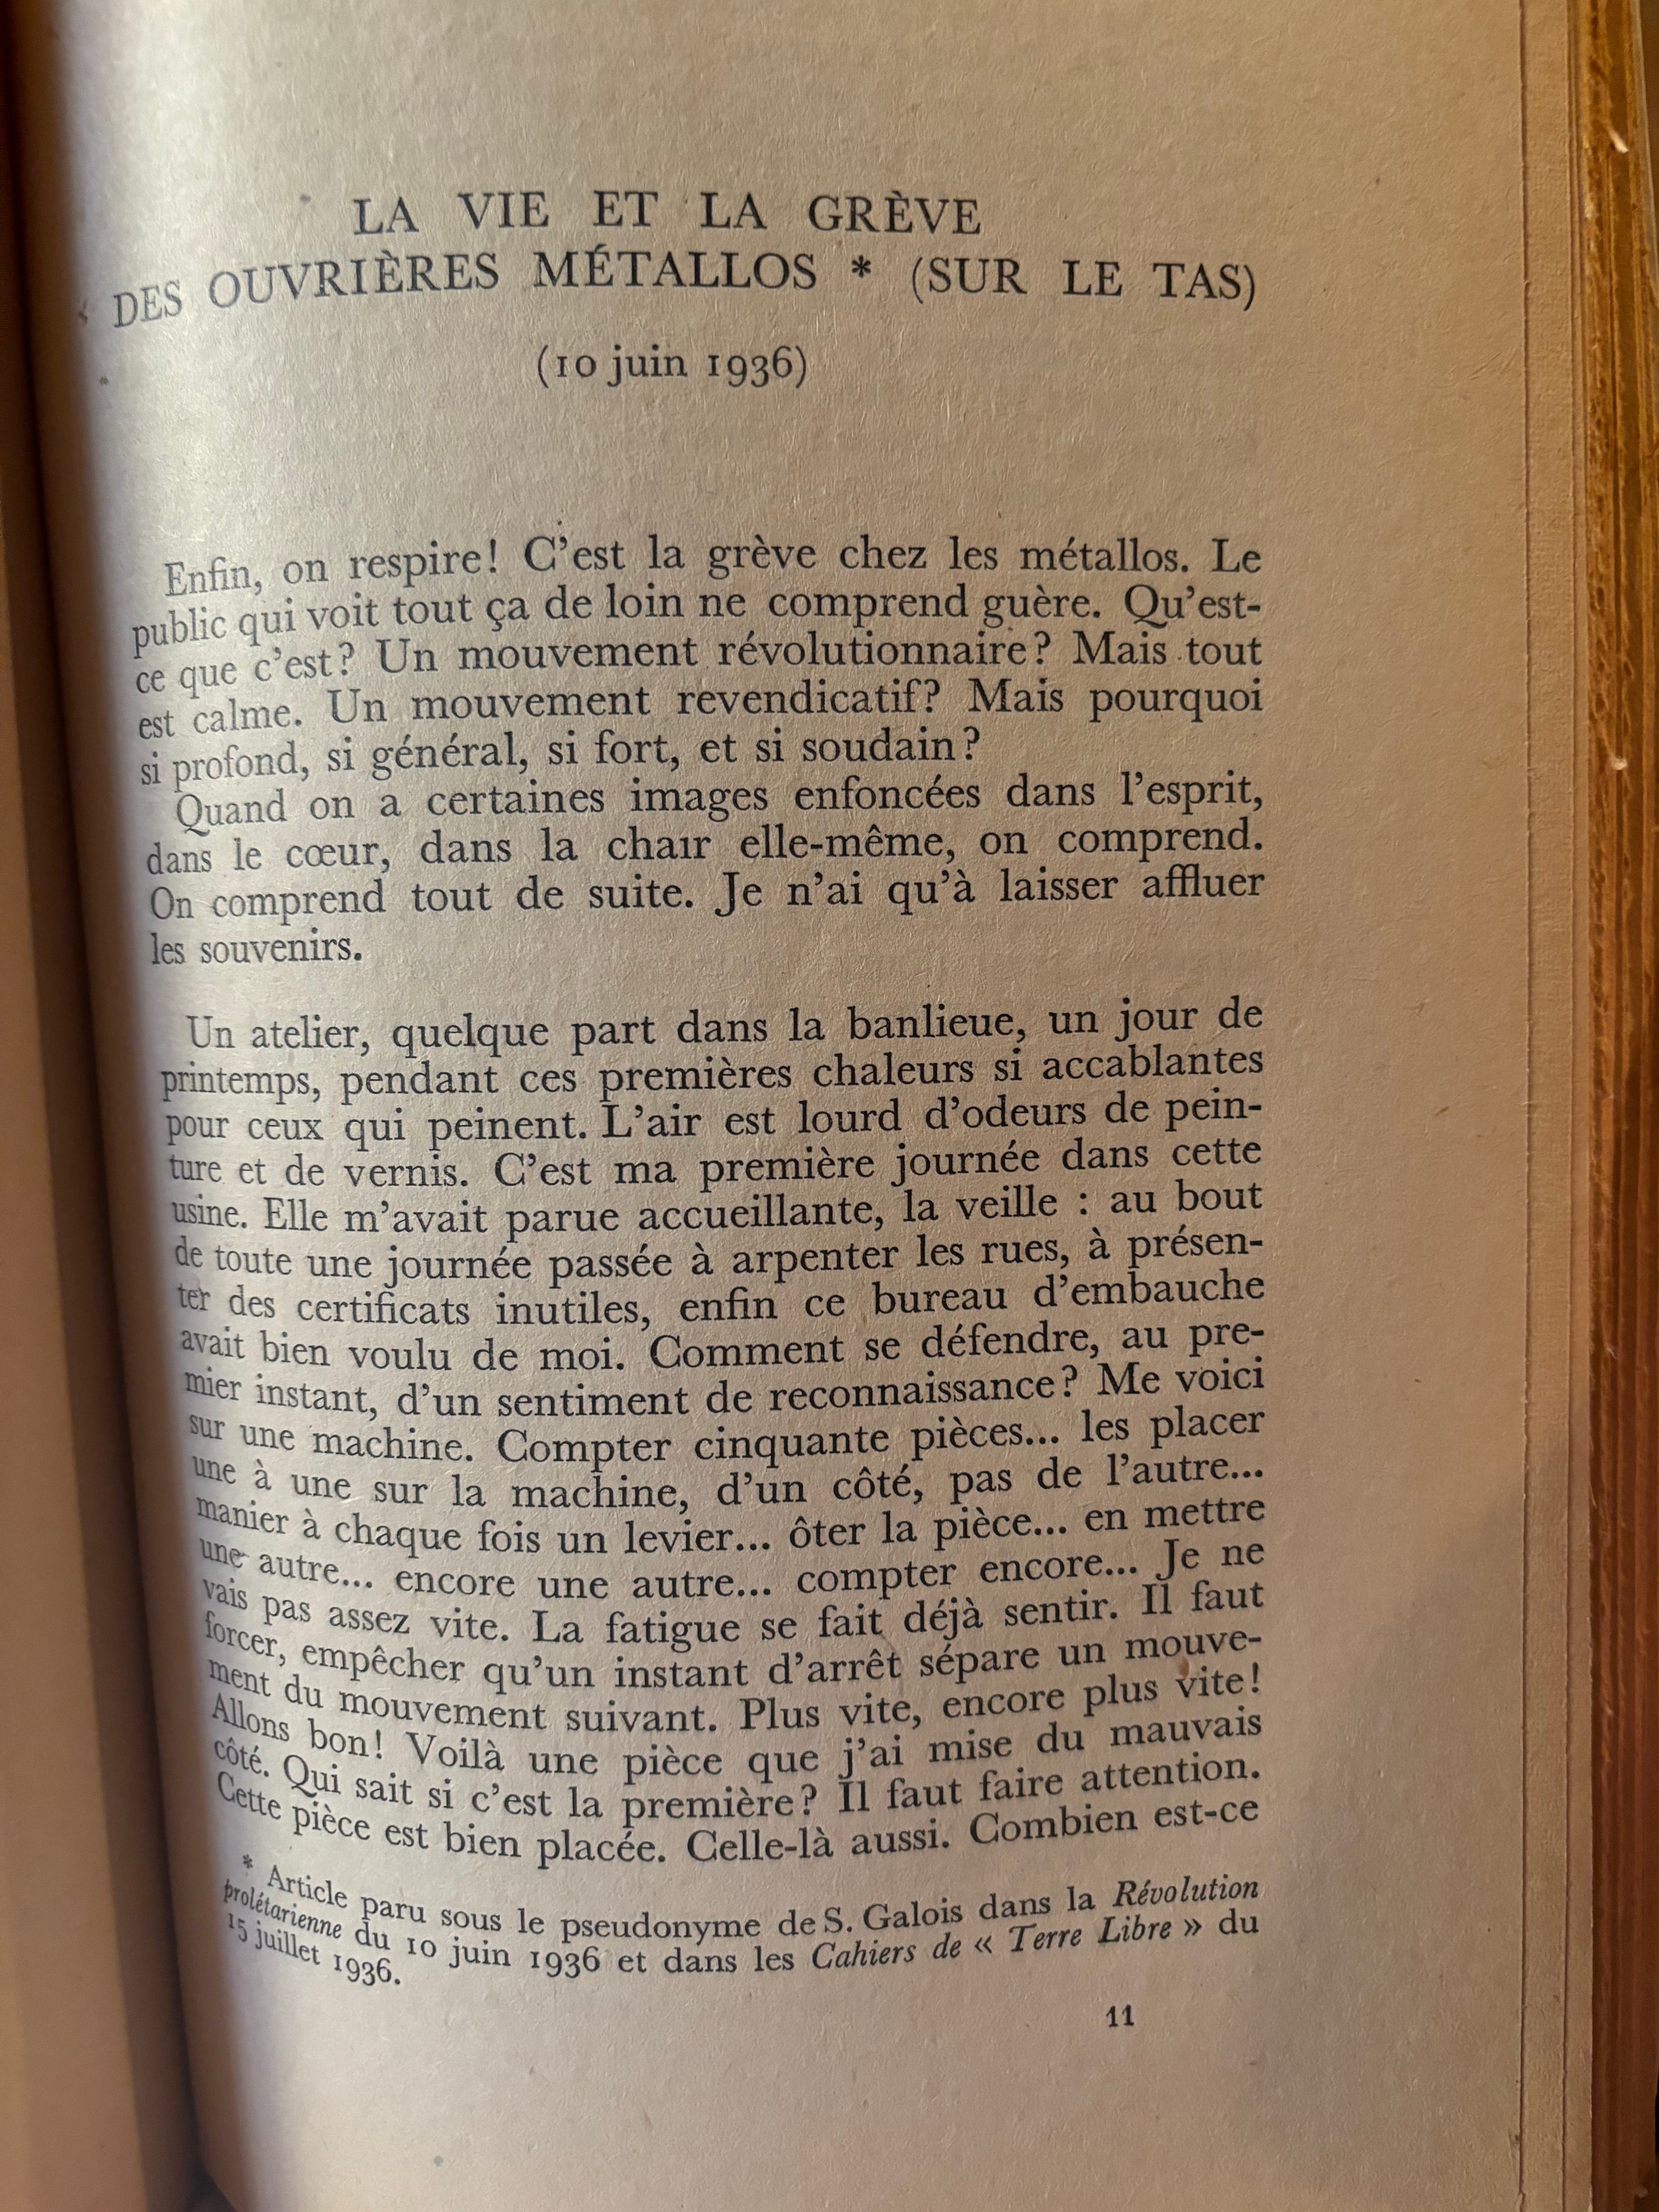 LA VIE ET LA GRÈVE
DES OUVRIÈRES MÉTALLOS * (SUR LE TAS)
(10 juin 1936)
Enfin, on respire! C'est la grève chez les métallos. Le
public qui voit tout ça de loin ne comprend guère. Qu'est-
ce que c'est? Un mouvement révolutionnaire? Mais tout
est calme. Un mouvement revendicatif? Mais pourquoi
si profond, si général, si fort, et si soudain?
Quand on a certaines images enfoncées dans l'esprit,
dans le cœur, dans la chair elle-même, on comprend.
On comprend tout de suite. Je n'ai qu'à laisser affluer
les souvenirs.
Un atelier, quelque part dans la banlieue, un jour de
printemps, pendant ces premières chaleurs si accablantes
pour ceux qui peinent. L'air est lourd d'odeurs de pein-
ture et de vernis. C'est ma première journée dans cette
usine. Elle m'avait parue accueillante, la veille : au bout
de toute une journée passée à arpenter les rues, à présen-
ter des certificats inutiles, enfin ce bureau d'embauche
avait bien voulu de moi. Comment se défendre, au pre-
mier instant, d'un sentiment de reconnaissance? Me voici
sur une machine. Compter cinquante pièces... les placer
une à une sur la machine, d'un côté, pas de l'autre...
manier à chaque fois un levier... ôter la pièce... en mettre
une autre... encore une autre... compter encore... Je ne
vais pas assez vite. La fatigue se fait déjà sentir. Il faut
forcer, empêcher qu'un instant d'arrêt sépare un mouve-
ment du mouvement suivant. Plus vite, encore plus vite!
Allons bon! Voilà une pièce que j'ai mise du mauvais
côté. Qui sait si c'est la première? Il faut faire attention.
Cette pièce est bien placée. Celle-là aussi. Combien est-ce
* Article paru sous le pseudonyme de S. Galois dans la Révolution
prolétarienne du 10 juin 1936 et dans les Cahiers de « Terre Libre » du
15 juillet 1936.
11